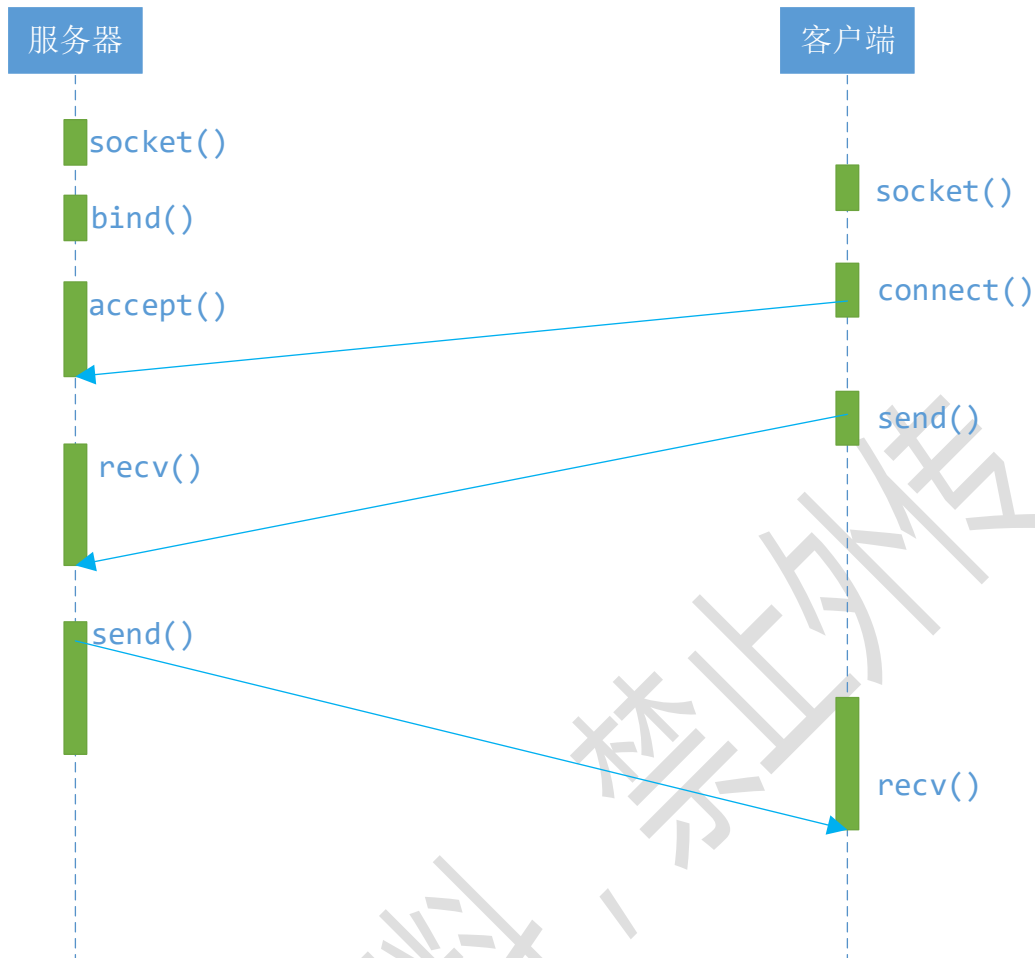 服务器
客户端
socket()
socket()
bind()
connect()
accept()
send()
recv()
send()
recv()
料，禁止外传